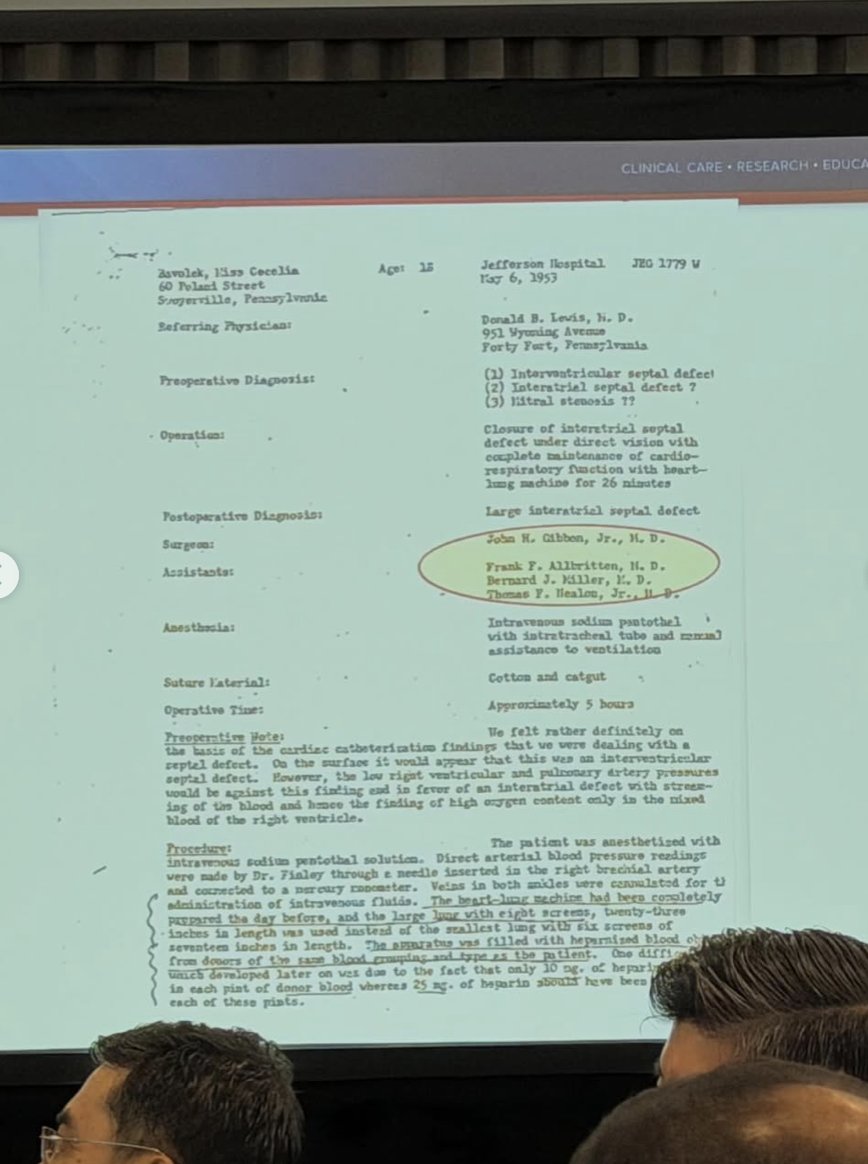 CLINICAL CARE • RESEARCH • EDUCA
Bavolek, Miss Cecelia Age: 18 Jefferson Hospital JEG 1779 W
60 Poland Street May 6, 1953
Swoyerville, Pennsylvania
Referring Physician: Donald B. Lewis, M. D.
951 Wyoming Avenue
Forty Fort, Pennsylvania
Preoperative Diagnosis: (1) Interventricular septal defect
(2) Interatrial septal defect ?
(3) Mitral stenosis ??
Operation: Closure of interatrial septal
defect under direct vision with
complete maintenance of cardio-
respiratory function with heart-
lung machine for 26 minutes
Postoperative Diagnosis: Large interatrial septal defect
Surgeon: John H. Gibbon, Jr., M. D.
Assistants: Frank F. Allbritten, M. D.
Bernard J. Miller, M. D.
Thomas F. Nealon, Jr., M. D.
Anesthesia: Intravenous sodium pentothel
with intratracheal tube and manual
assistance to ventilation
Suture Material: Cotton and catgut
Operative Time: Approximately 5 hours
Preoperative Note: We felt rather definitely on
the basis of the cardiac catheterization findings that we were dealing with a
septal defect. On the surface it would appear that this was an interventricular
septal defect. However, the low right ventricular and pulmonary artery pressures
would be against this finding and in favor of an interatrial defect with stream-
ing of the blood and hence the finding of high oxygen content only in the mixed
blood of the right ventricle.
Procedure: The patient was anesthetized with
intravenous sodium pentothal solution. Direct arterial blood pressure readings
were made by Dr. Finley through a needle inserted in the right brachial artery
and connected to a mercury manometer. Veins in both ankles were cannulated for th
administration of intravenous fluids. The heart-lung machine had been completely
prepared the day before, and the large lung with eight screens, twenty-three
inches in length was used instead of the smallest lung with six screens of
seventeen inches in length. The apparatus was filled with heparnized blood
from donors of the same blood grouping and type as the patient. One diffic
which developed later on was due to the fact that only 10 mg. of heparin
in each pint of donor blood whereas 25 mg. of heparin should have been
each of these pints.